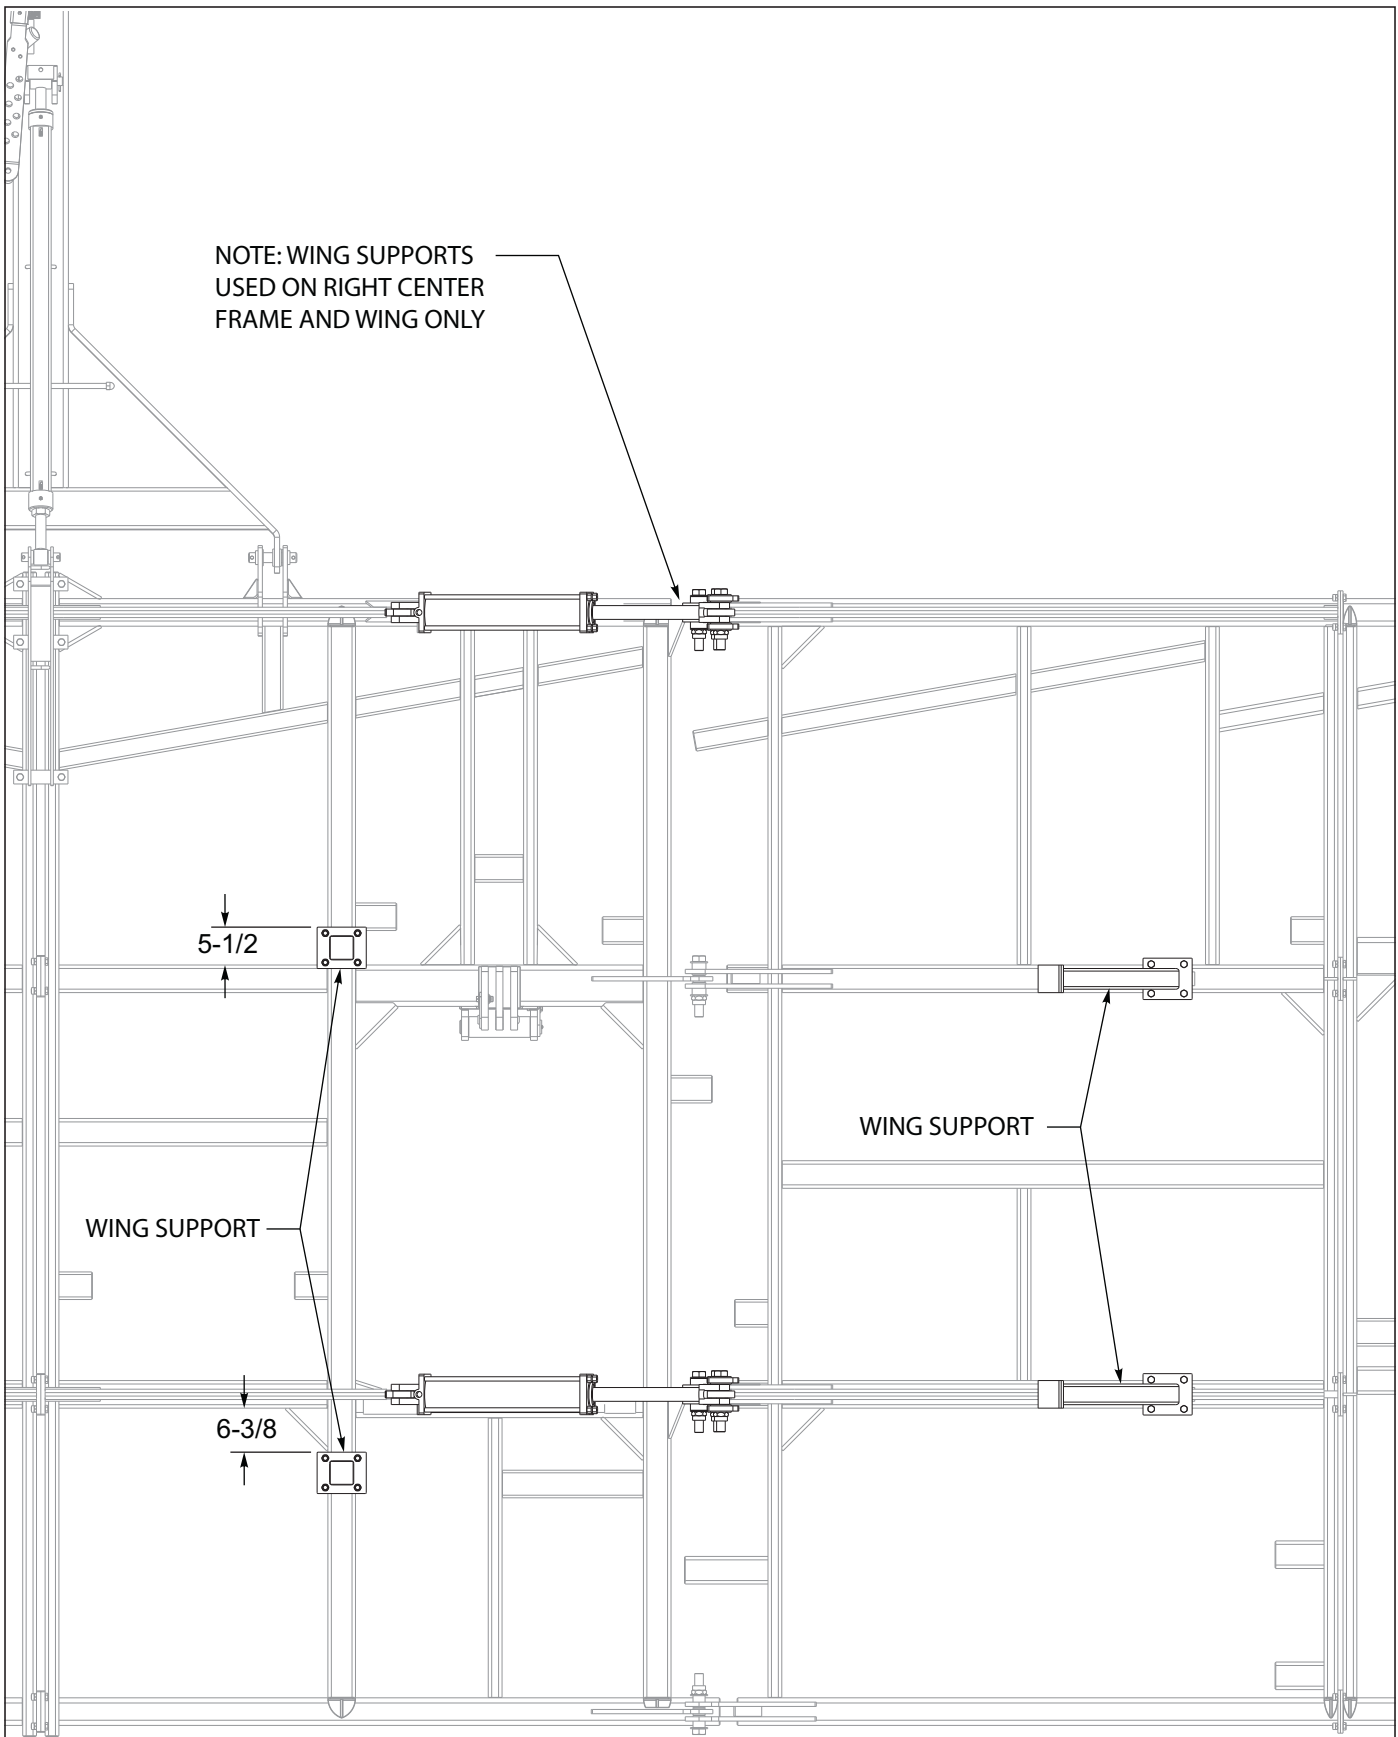 NOTE: WING SUPPORTS
USED ON RIGHT CENTER
FRAME AND WING ONLY
5-1/2
WING SUPPORT
WING SUPPORT
6-3/8